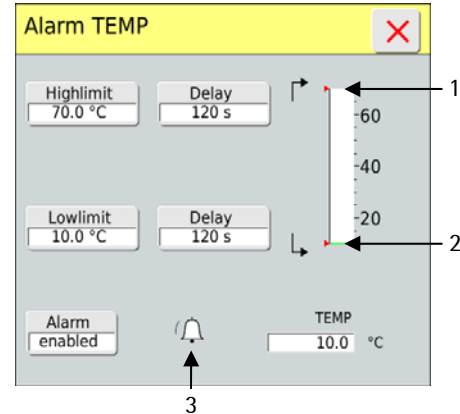 Alarm TEMP
Highlimit
70.0 °C
Delay
120 s
1
60
40
Lowlimit
10.0 °C
Delay
120 s
20
2
Alarm
enabled
TEMP
10.0 °C
3